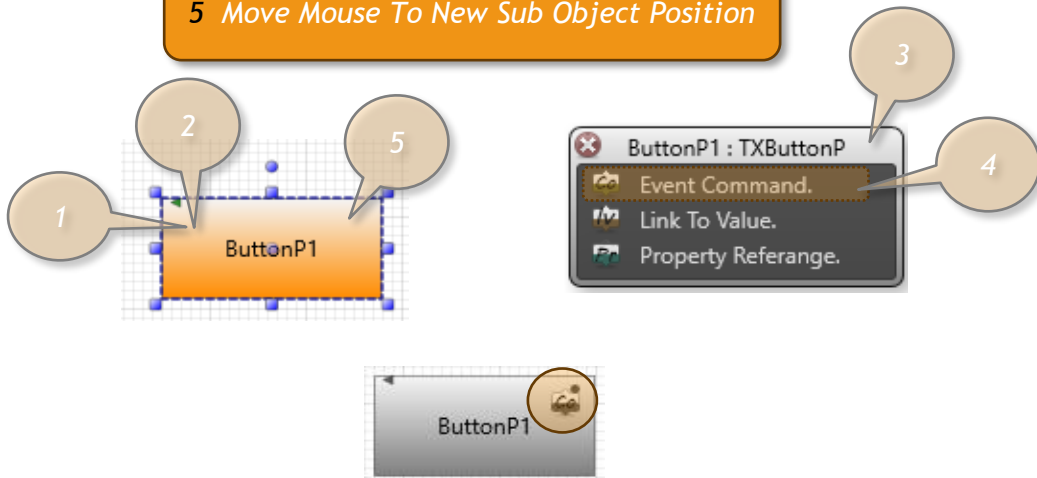 5 Move Mouse To New Sub Object Position
3
2
5
ButtonP1 : TXButtonP
4
Event Command.
1
Link To Value.
ButtonP1
Property Referange.
ButtonP1